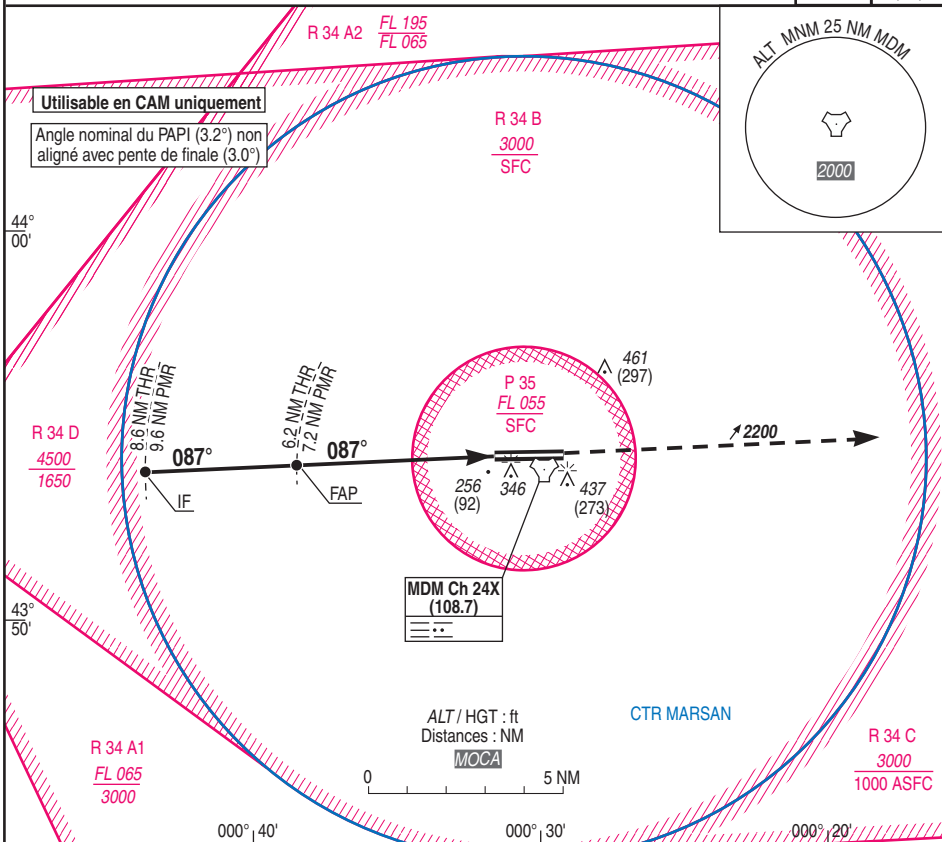 R 34 A2
FL 195
FL 065
ALT MNM 25 NM MDM
2000
Utilisable en CAM uniquement
Angle nominal du PAPI (3.2°) non
aligné avec pente de finale (3.0°)
R 34 B
3000
SFC
44°
00'
8.6 NM THR
9.6 NM PMR
6.2 NM THR
7.2 NM PMR
461
(297)
P 35
FL 055
SFC
R 34 D
4500
1650
087°
087°
2200
IF
FAP
256
(92)
346
437
(273)
MDM Ch 24X
(108.7)
43°
50'
ALT / HGT : ft
Distances : NM
MOCA
CTR MARSAN
R 34 A1
FL 065
3000
R 34 C
3000
1000 ASFC
0 5 NM
000° 40'
000° 30'
000° 20'